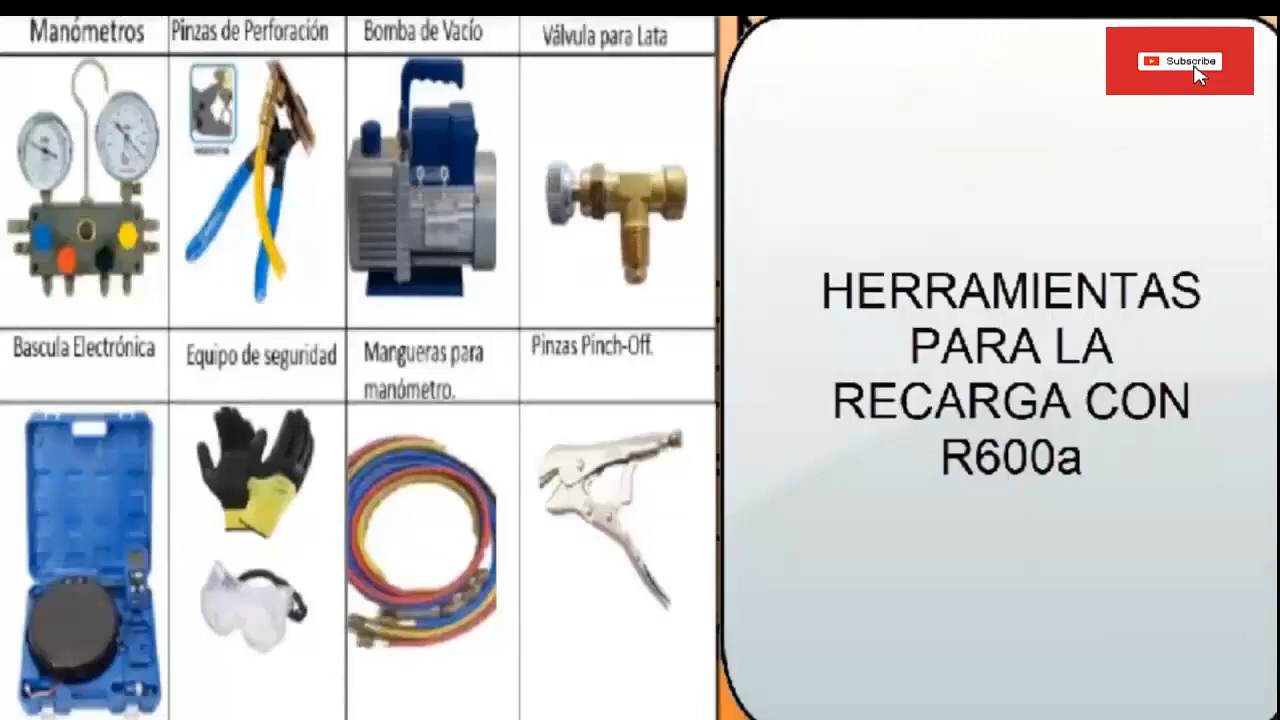 Manómetros
Pinzas de Perforación
Bomba de Vacío
Válvula para Lata
Bascula Electrónica
Equipo de seguridad
Mangueras para
manómetro.
Pinzas Pinch-Off.
Subscribe
HERRAMIENTAS
PARA LA
RECARGA CON
R600a